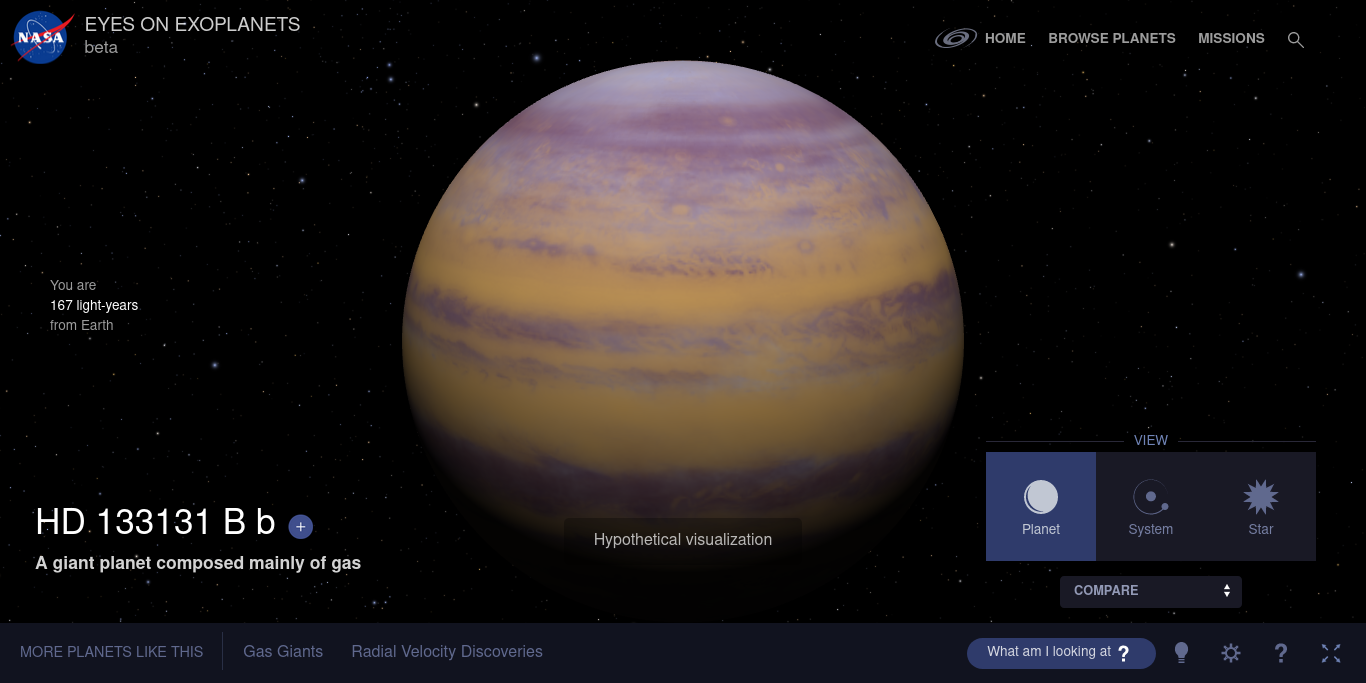 NASA
EYES ON EXOPLANETS
beta
HOME
BROWSE PLANETS
MISSIONS
You are
167 light-years
from Earth
HD 133131 B b +
A giant planet composed mainly of gas
Hypothetical visualization
VIEW
Planet
System
Star
COMPARE
MORE PLANETS LIKE THIS
Gas Giants
Radial Velocity Discoveries
What am I looking at ?
?